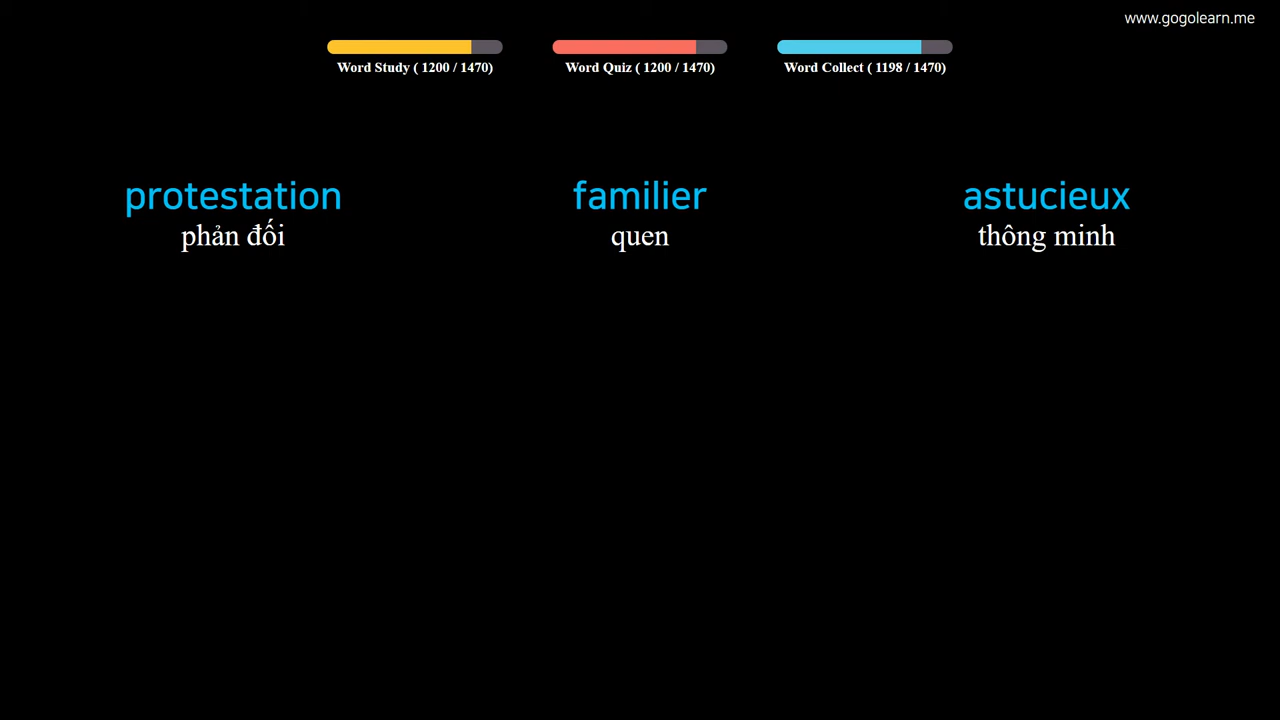 www.gogolearn.me
Word Study ( 1200 / 1470)
Word Quiz ( 1200 / 1470)
Word Collect ( 1198 / 1470)
protestation
phản đối
familier
quen
astucieux
thông minh